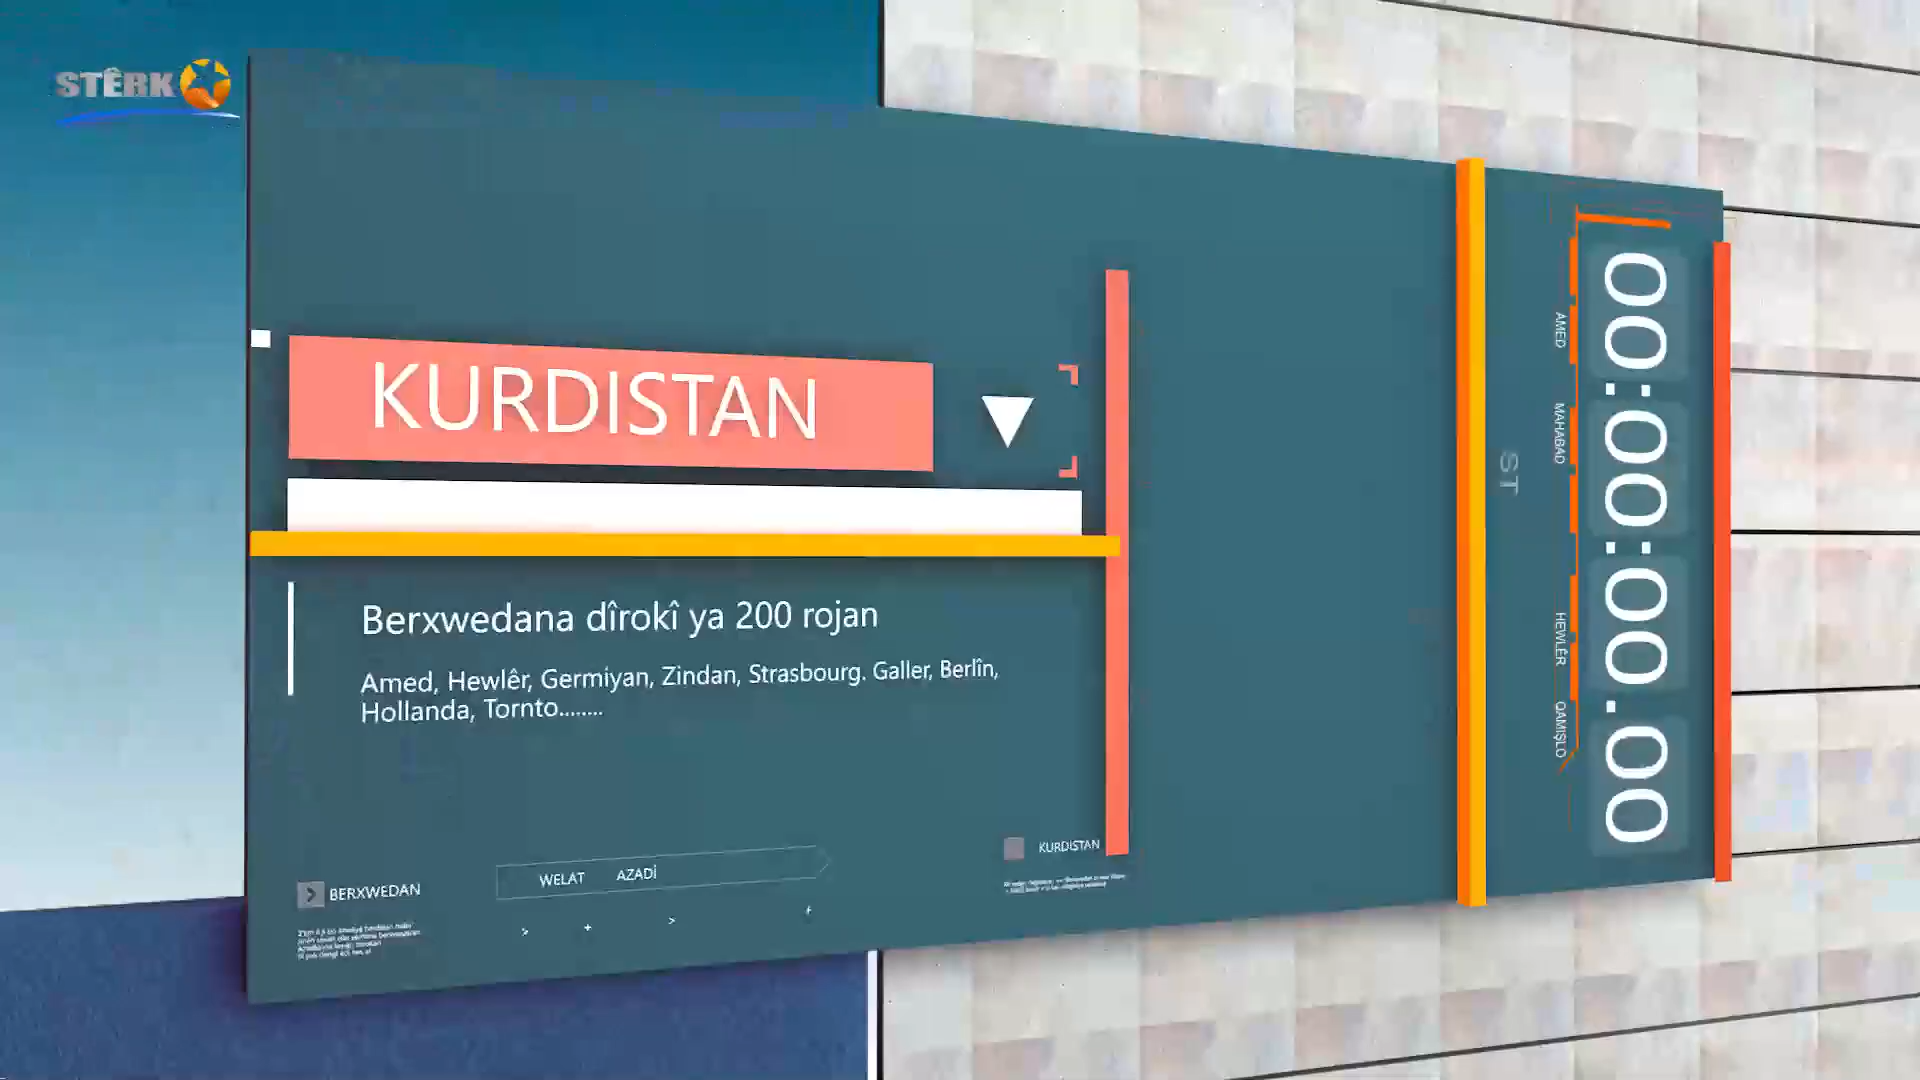 STÊRK
KURDISTAN
Berxwedana dîrokî ya 200 rojan
Amed, Hewlêr, Germiyan, Zindan, Strasbourg. Galler, Berlîn,
Hollanda, Tornto........
BERXWEDAN
WELAT AZADÎ
KURDISTAN
ST
AMED
MAHABAD
HEWLÊR
QAMIŞLO
00:00:00.00